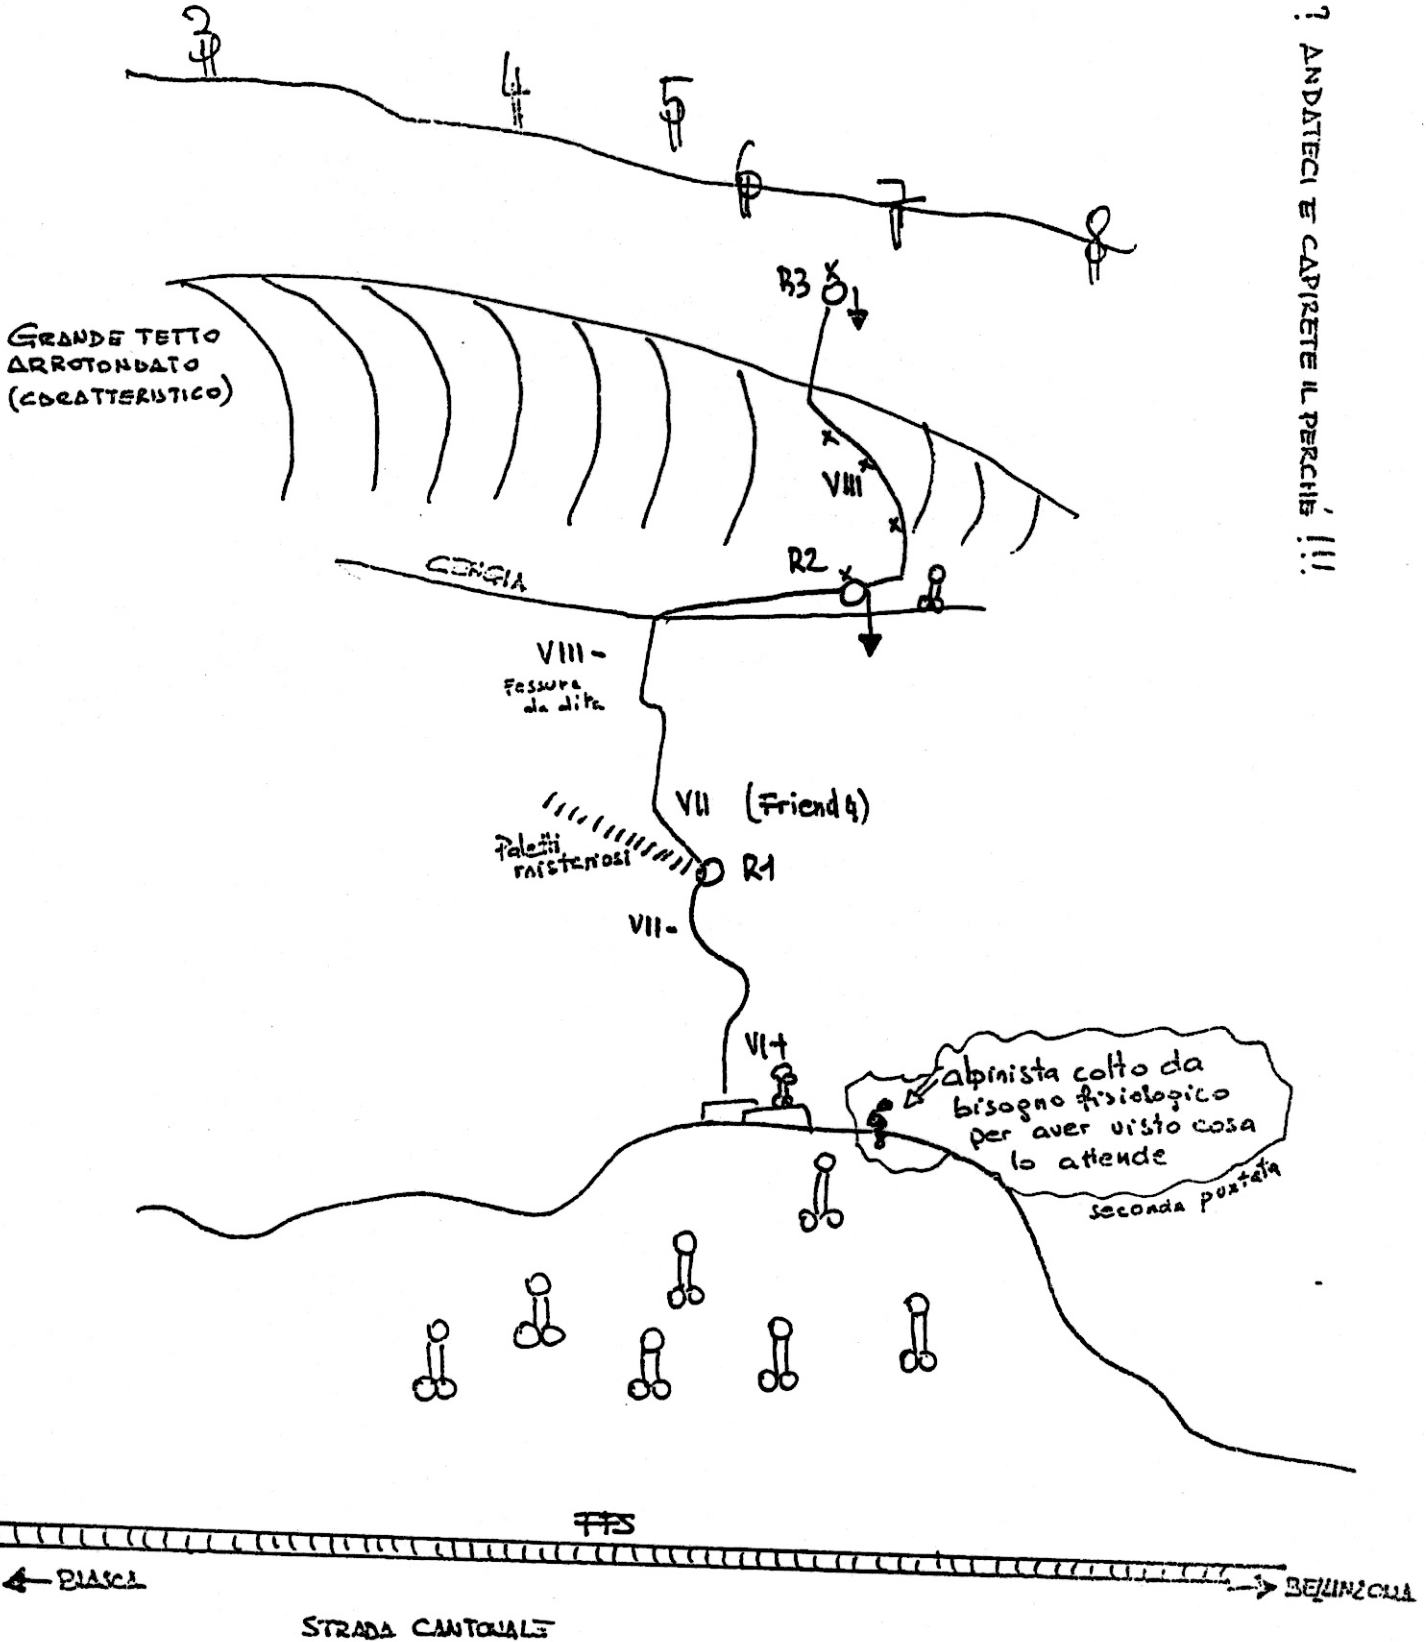 3
4
5
6
7
8
? ANDATECI E CAPIRETE IL PERCHÉ !!!
R3
GRANDE TETTO
ARROTONDATO
(CARATTERISTICO)
VIII
R2
CENGIA
VIII-
Fessura
da dita
VII (Friend 4)
Paletti
misteriosi
R1
VII-
VI+
alpinista colto da
bisogno fisiologico
per aver visto cosa
lo attende
seconda puntata
FFS
BIASCA
BELLINZONA
STRADA CANTONALE